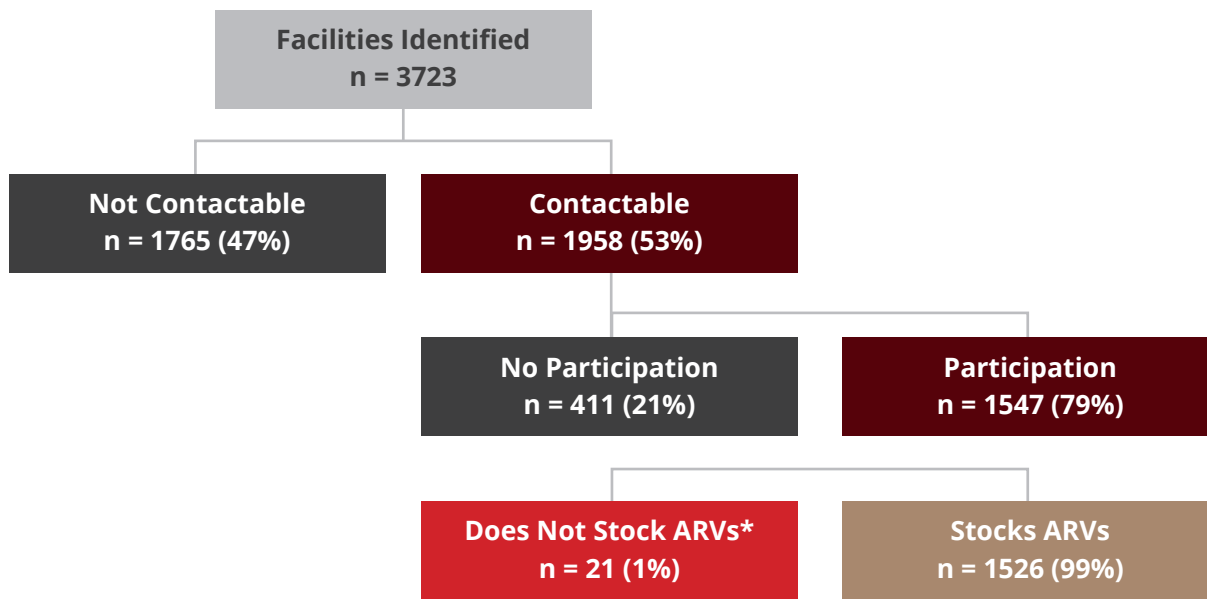 Facilities Identified
n = 3723
Not Contactable
n = 1765 (47%)
Contactable
n = 1958 (53%)
No Participation
n = 411 (21%)
Participation
n = 1547 (79%)
Does Not Stock ARVs*
n = 21 (1%)
Stocks ARVs
n = 1526 (99%)